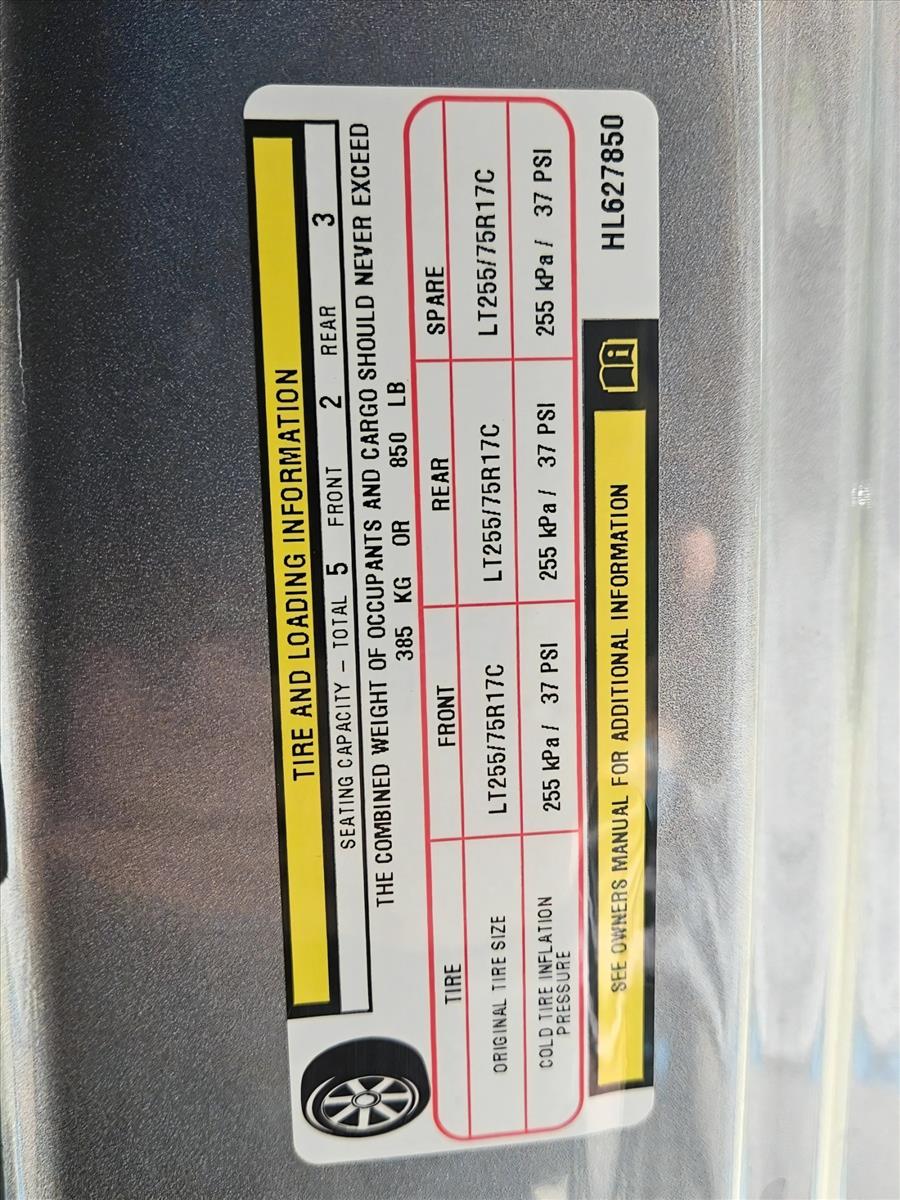 TIRE AND LOADING INFORMATION
SEATING CAPACITY – TOTAL 5 FRONT 2 REAR 3
THE COMBINED WEIGHT OF OCCUPANTS AND CARGO SHOULD NEVER EXCEED
385 KG OR 850 LB
TIRE FRONT REAR SPARE
ORIGINAL TIRE SIZE LT255/75R17C LT255/75R17C LT255/75R17C
COLD TIRE INFLATION PRESSURE 255 kPa / 37 PSI 255 kPa / 37 PSI 255 kPa / 37 PSI
SEE OWNERS MANUAL FOR ADDITIONAL INFORMATION
HL627850